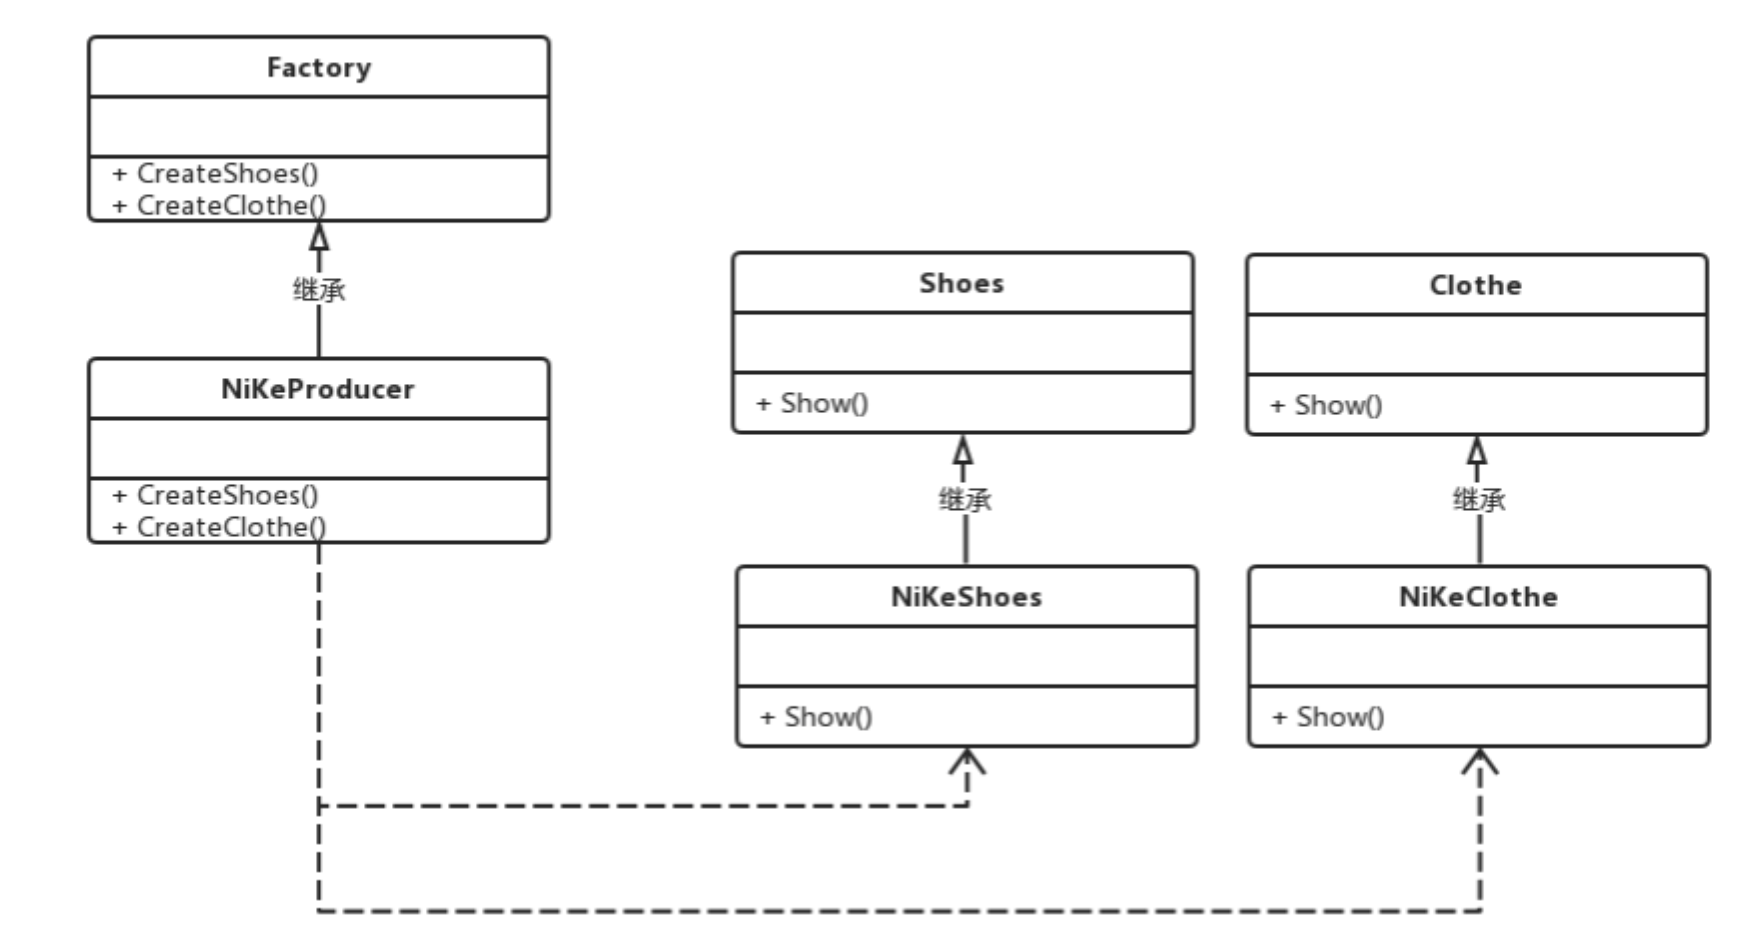 Factory
+ CreateShoes()
+ CreateClothe()
继承
NiKeProducer
+ CreateShoes()
+ CreateClothe()
Shoes
+ Show()
继承
NiKeShoes
+ Show()
Clothe
+ Show()
继承
NiKeClothe
+ Show()